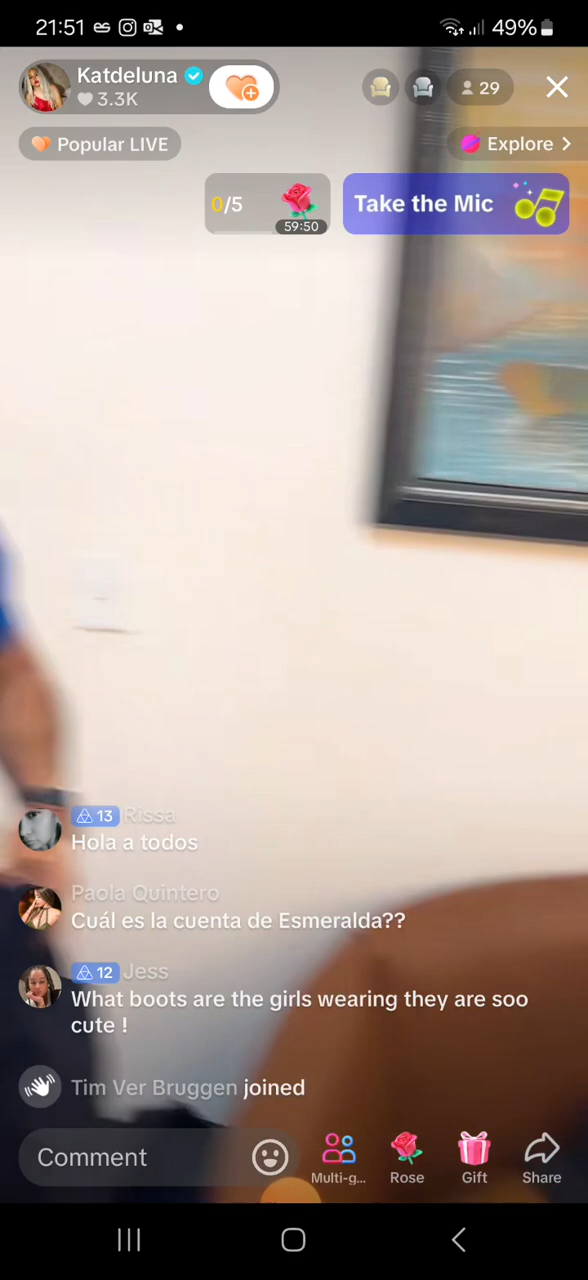 21:51
49%
Katdeluna
3.3K
29
Popular LIVE
Explore >
0/5
59:50
Take the Mic
13 Rissa
Hola a todos
Paola Quintero
Cuál es la cuenta de Esmeralda??
12 Jess
What boots are the girls wearing they are soo
cute !
Tim Ver Bruggen joined
Comment
Multi-g...
Rose
Gift
Share